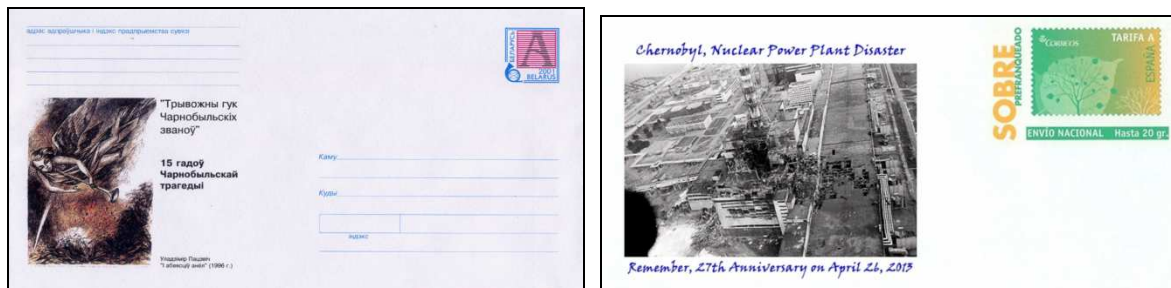 адрас адпраўшчыка і індэкс прадпрыемства сувязі
БЕЛАРУСЬ
A
2001
BELARUS
"Трывожны гук
Чарнобыльскіх
званоў"
15 гадоў
Чарнобыльскай
трагедыі
Уладзімір Пашчасцеў
"І абвясціў анёл" (1996 г.)
Каму
Куды
індэкс
Chernobyl, Nuclear Power Plant Disaster
Remember, 27th Anniversary on April 26, 2013
SOBRE
PREFRANQUEADO
CORREOS
TARIFA A
ESPAÑA
ENVÍO NACIONAL Hasta 20 gr.